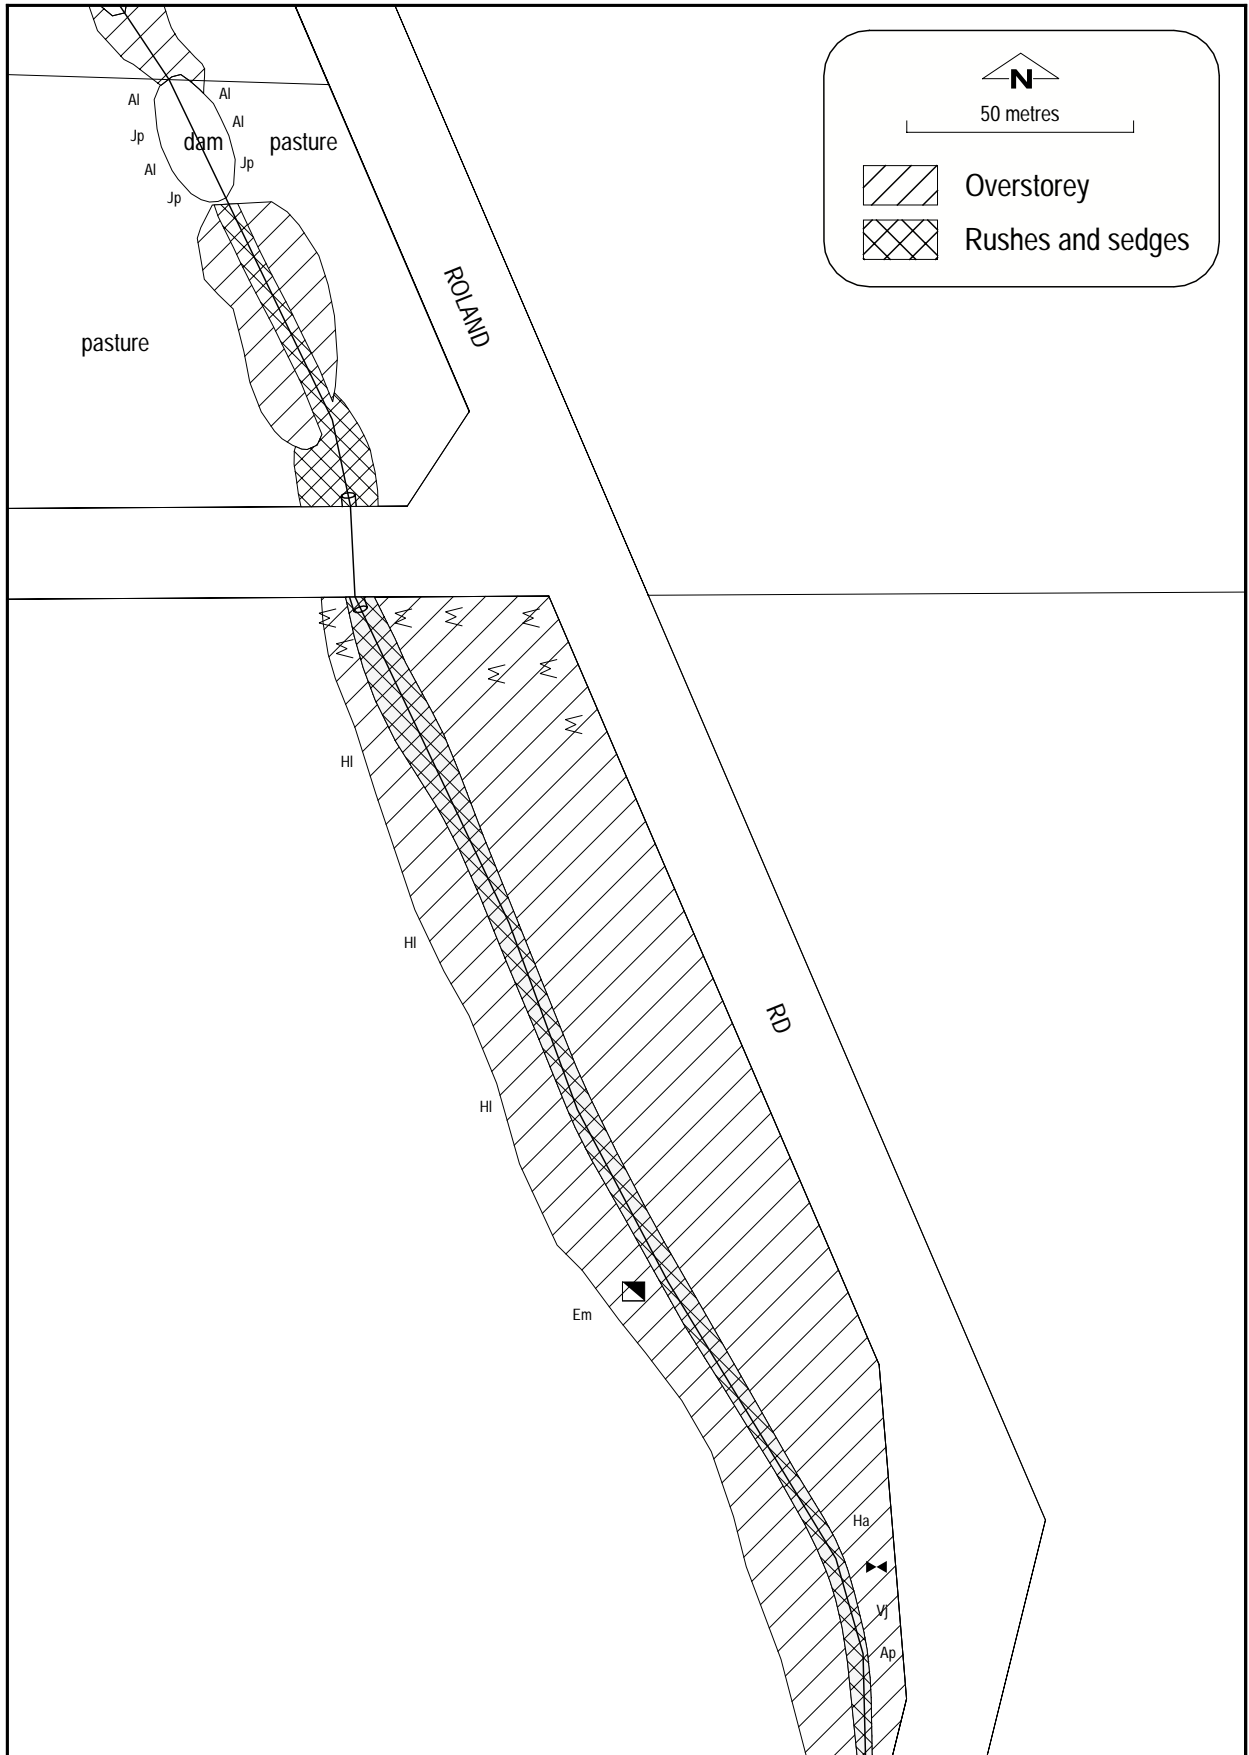 N
50 metres
Overstorey
Rushes and sedges
Al
Al
Al
Jp
dam
pasture
Jp
Al
Jp
ROLAND
pasture
W
W
W
W
W
W
W
W
Hl
Hl
RD
Hl
Em
Ha
Vj
Ap